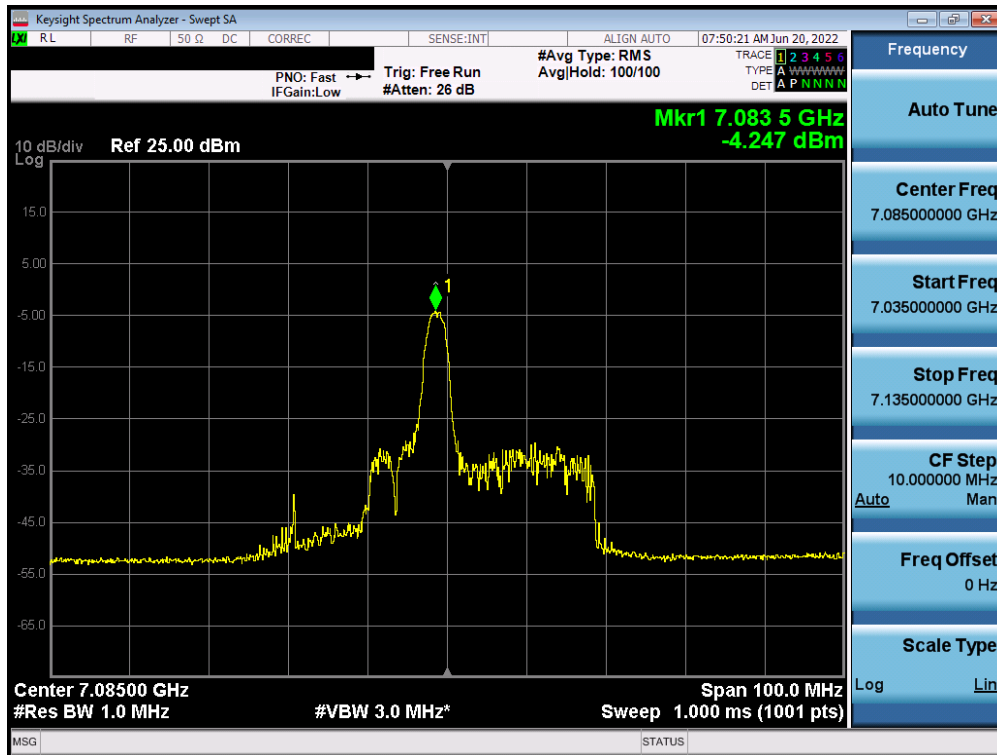 Keysight Spectrum Analyzer - Swept SA
LXI RL RF 50 Ω DC CORREC SENSE:INT ALIGN AUTO 07:50:21 AM Jun 20, 2022
PNO: Fast Trig: Free Run #Avg Type: RMS TRACE 1 2 3 4 5 6
IFGain:Low #Atten: 26 dB Avg|Hold: 100/100 TYPE A WWWWW
DET A P N N N N
Mkr1 7.083 5 GHz
-4.247 dBm
10 dB/div Ref 25.00 dBm
Log
15.0
5.00
1
-5.00
-15.0
-25.0
-35.0
-45.0
-55.0
-65.0
Center 7.08500 GHz Span 100.0 MHz
#Res BW 1.0 MHz #VBW 3.0 MHz* Sweep 1.000 ms (1001 pts)
MSG STATUS
Frequency
Auto Tune
Center Freq
7.085000000 GHz
Start Freq
7.035000000 GHz
Stop Freq
7.135000000 GHz
CF Step
10.000000 MHz
Auto Man
Freq Offset
0 Hz
Scale Type
Log Lin